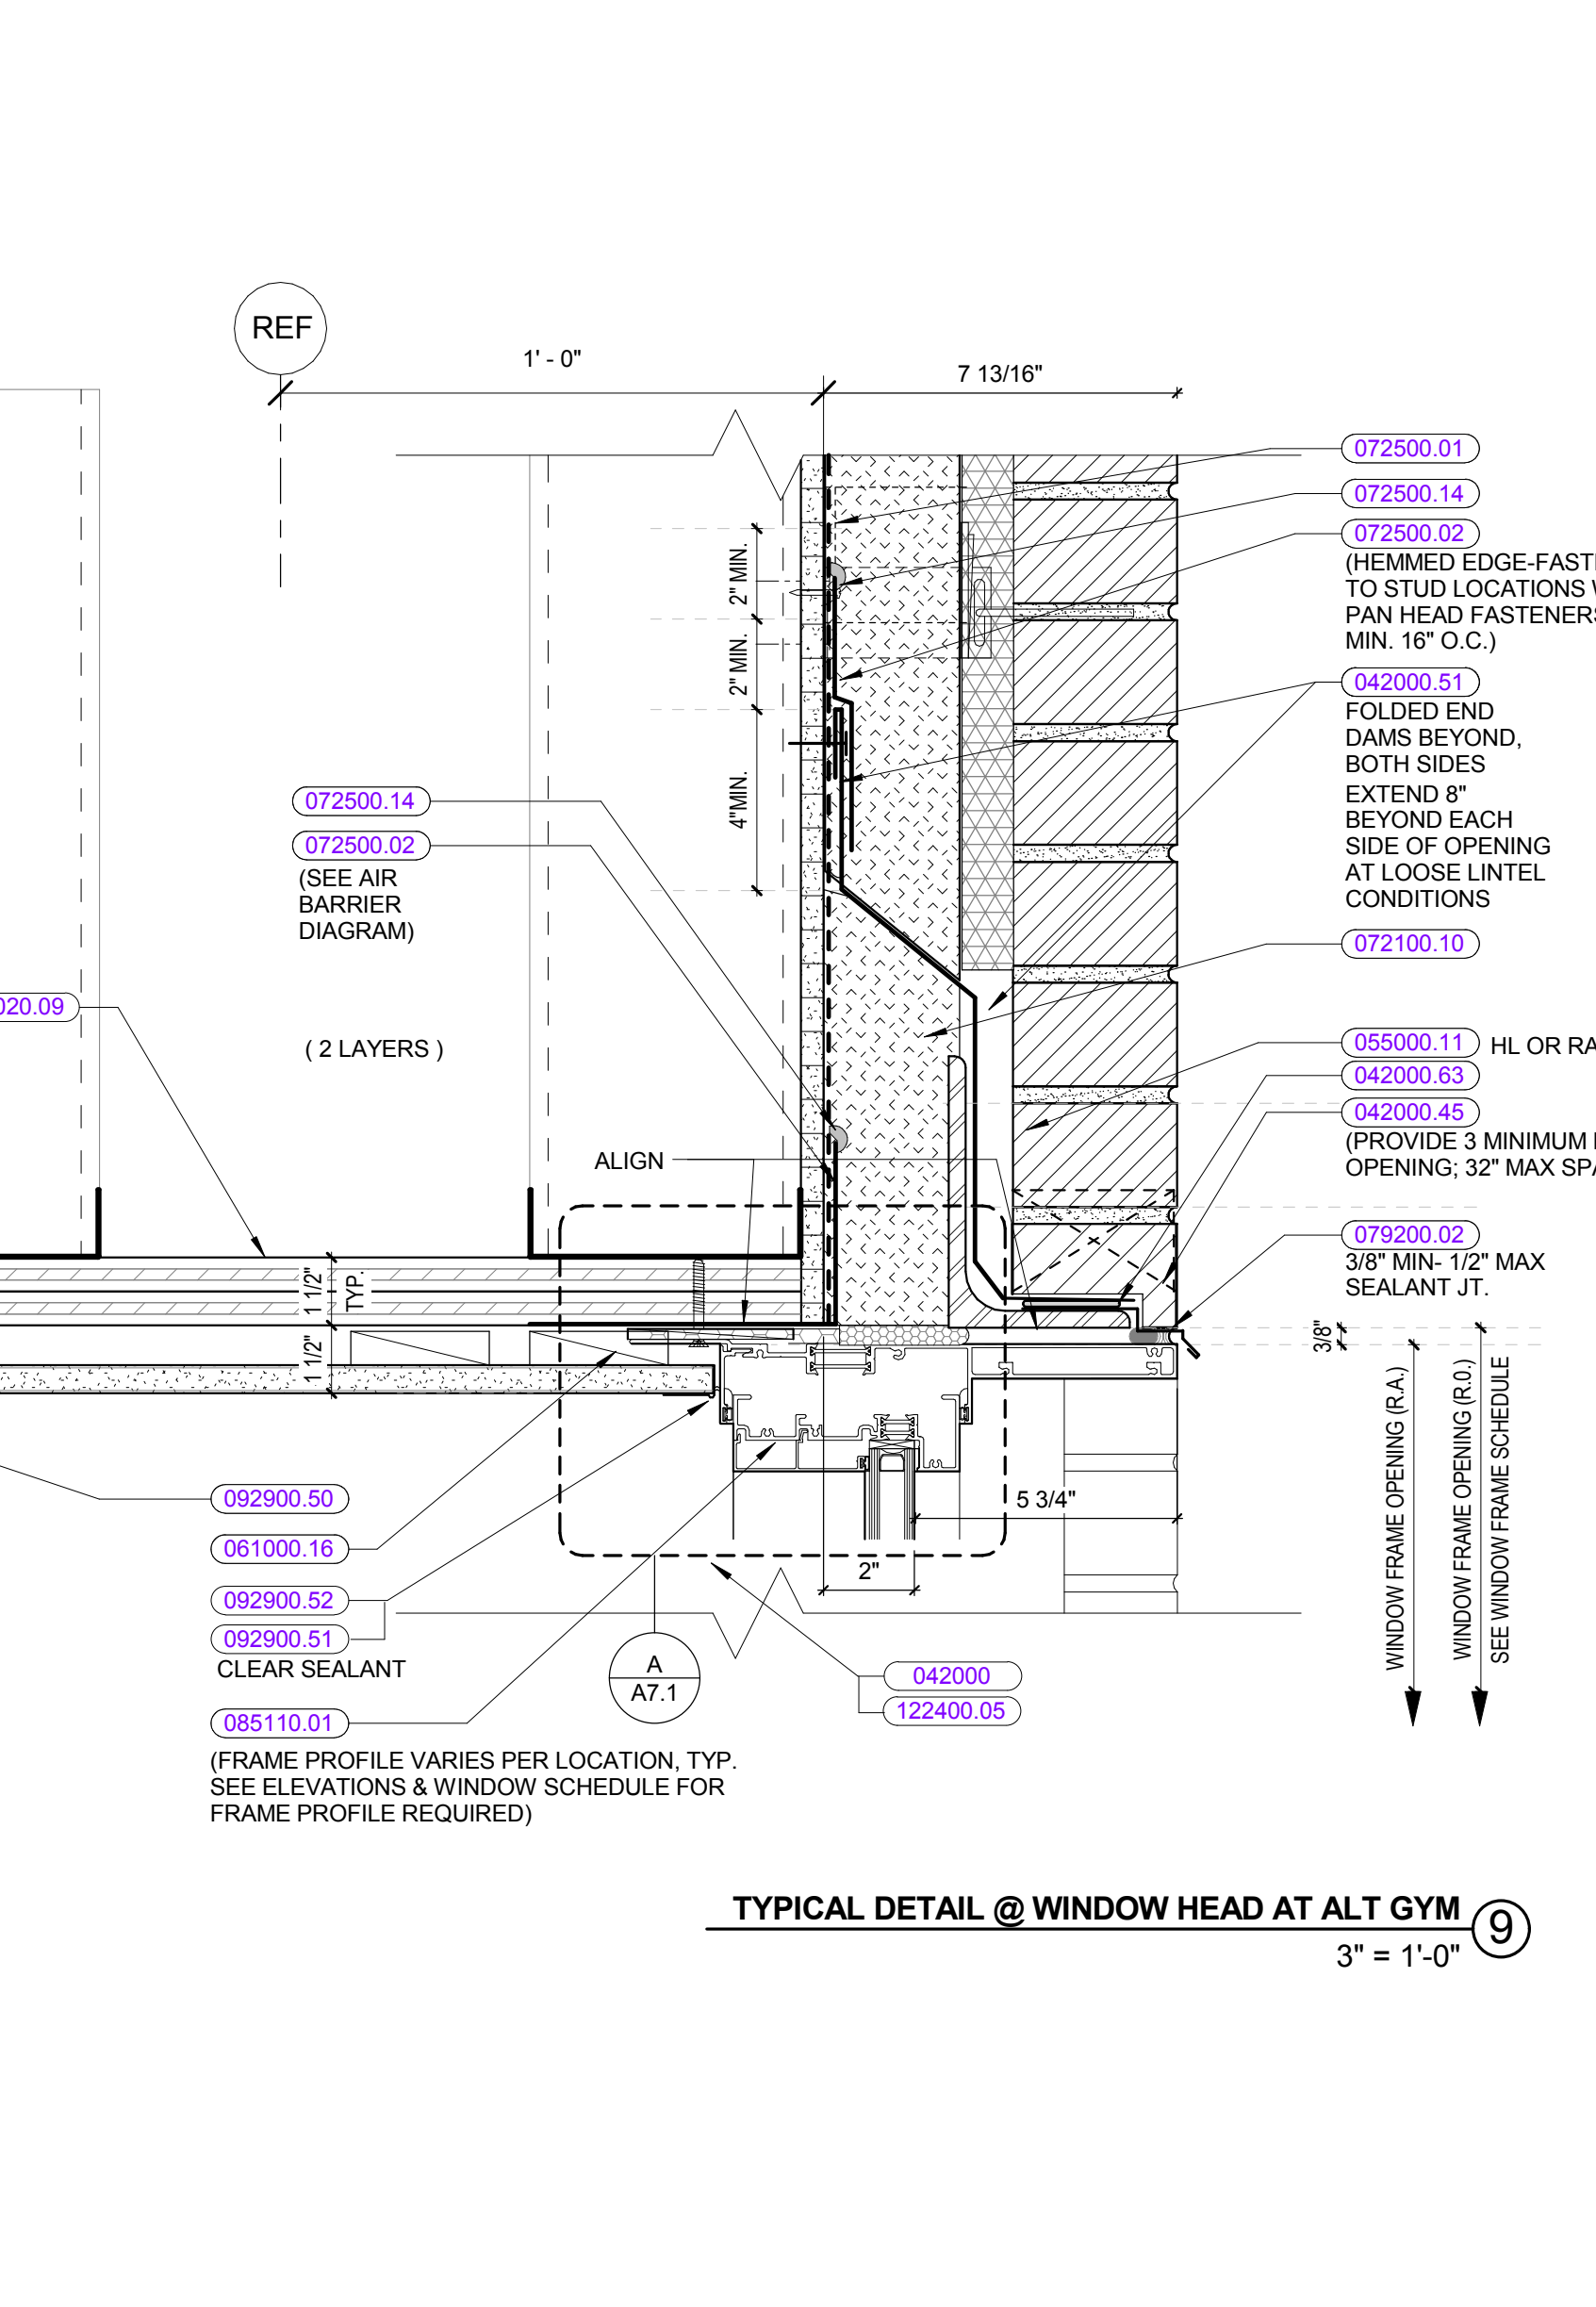 REF
1' - 0"
7 13/16"
072500.01
072500.14
072500.02
(HEMMED EDGE-FAST
TO STUD LOCATIONS
PAN HEAD FASTENERS
MIN. 16" O.C.)
042000.51
FOLDED END
DAMS BEYOND,
BOTH SIDES
EXTEND 8"
BEYOND EACH
SIDE OF OPENING
AT LOOSE LINTEL
CONDITIONS
072100.10
055000.11 HL OR RA
042000.63
042000.45
(PROVIDE 3 MINIMUM
OPENING; 32" MAX SPA
079200.02
3/8" MIN- 1/2" MAX
SEALANT JT.
2" MIN.
2" MIN.
4"MIN.
072500.14
072500.02
(SEE AIR
BARRIER
DIAGRAM)
020.09
( 2 LAYERS )
ALIGN
1 1/2"
TYP.
1 1/2"
3/8"
WINDOW FRAME OPENING (R.A.)
WINDOW FRAME OPENING (R.0.)
SEE WINDOW FRAME SCHEDULE
5 3/4"
2"
092900.50
061000.16
092900.52
092900.51
CLEAR SEALANT
085110.01
(FRAME PROFILE VARIES PER LOCATION, TYP.
SEE ELEVATIONS & WINDOW SCHEDULE FOR
FRAME PROFILE REQUIRED)
A
A7.1
042000
122400.05
TYPICAL DETAIL @ WINDOW HEAD AT ALT GYM
9
3" = 1'-0"